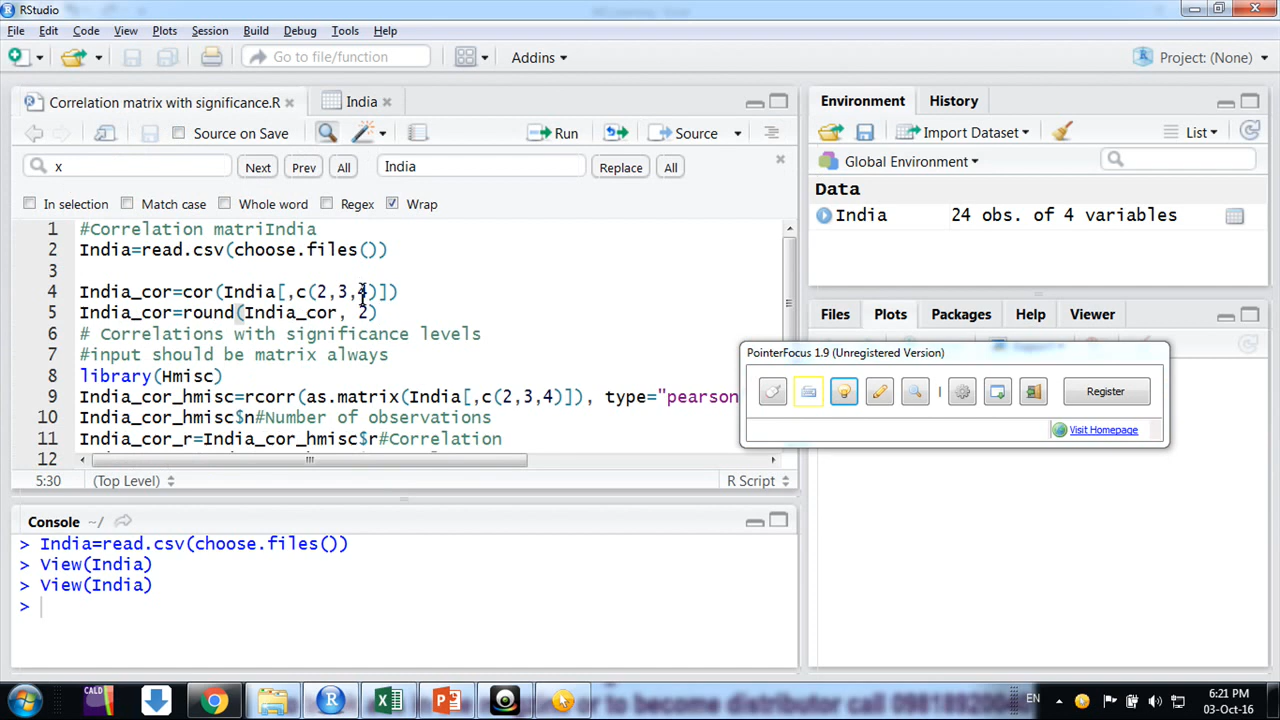 RStudio
File Edit Code View Plots Session Build Debug Tools Help
Go to file/function Addins Project: (None)
Correlation matrix with significance.R India
Source on Save Run Source
x Next Prev All India Replace All
In selection Match case Whole word Regex Wrap
1 #Correlation matriIndia
2 India=read.csv(choose.files())
3
4 India_cor=cor(India[,c(2,3,4)])
5 India_cor=round(India_cor, 2)
6 # Correlations with significance levels
7 #input should be matrix always
8 library(Hmisc)
9 India_cor_hmisc=rcorr(as.matrix(India[,c(2,3,4)]), type="pearson
10 India_cor_hmisc$n#Number of observations
11 India_cor_r=India_cor_hmisc$r#Correlation
12
5:30 (Top Level) R Script
Console ~/
> India=read.csv(choose.files())
> View(India)
> View(India)
>
Environment History
Import Dataset List
Global Environment
Data
India 24 obs. of 4 variables
Files Plots Packages Help Viewer
PointerFocus 1.9 (Unregistered Version)
Register
Visit Homepage
CALD
EN 6:21 PM
03-Oct-16